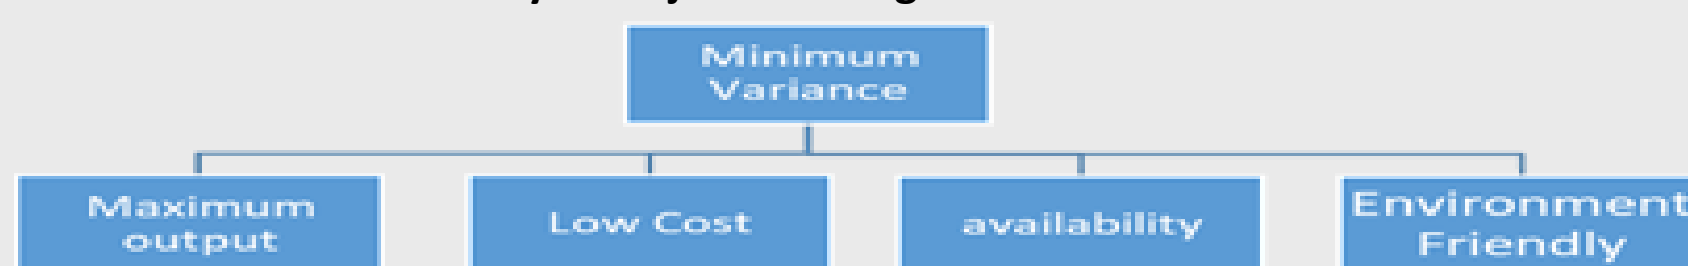 Minimum
Variance
Maximum
output
Low Cost
availability
Environment
Friendly